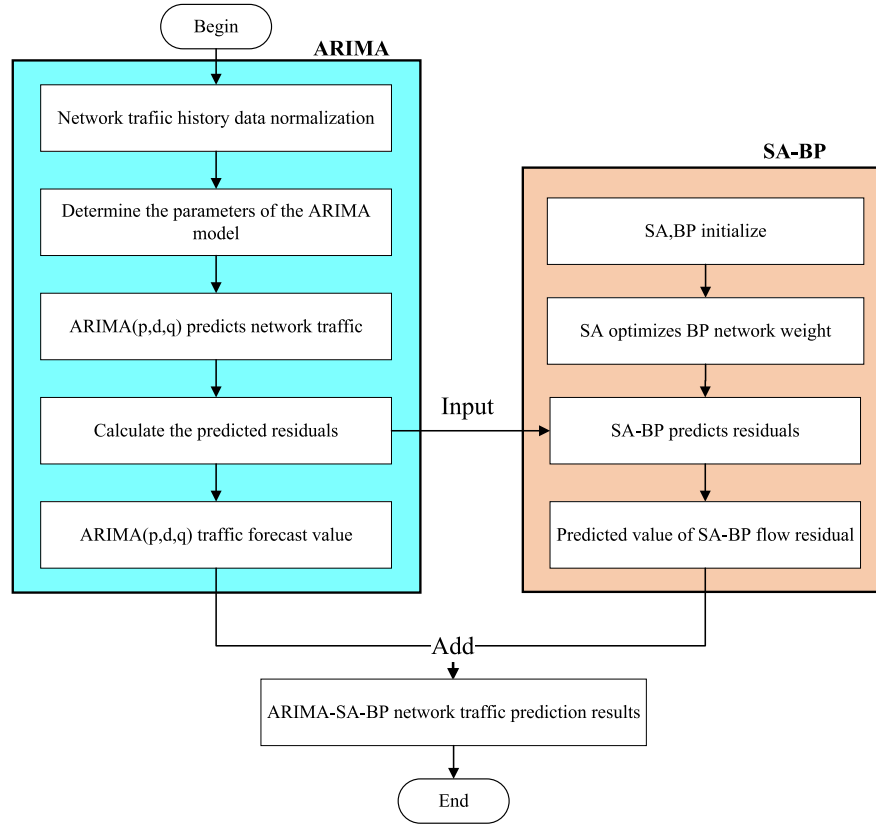 Begin
ARIMA
Network trafiic history data normalization
Determine the parameters of the ARIMA
model
ARIMA(p,d,q) predicts network traffic
Calculate the predicted residuals
ARIMA(p,d,q) traffic forecast value
Input
SA-BP
SA,BP initialize
SA optimizes BP network weight
SA-BP predicts residuals
Predicted value of SA-BP flow residual
Add
ARIMA-SA-BP network traffic prediction results
End